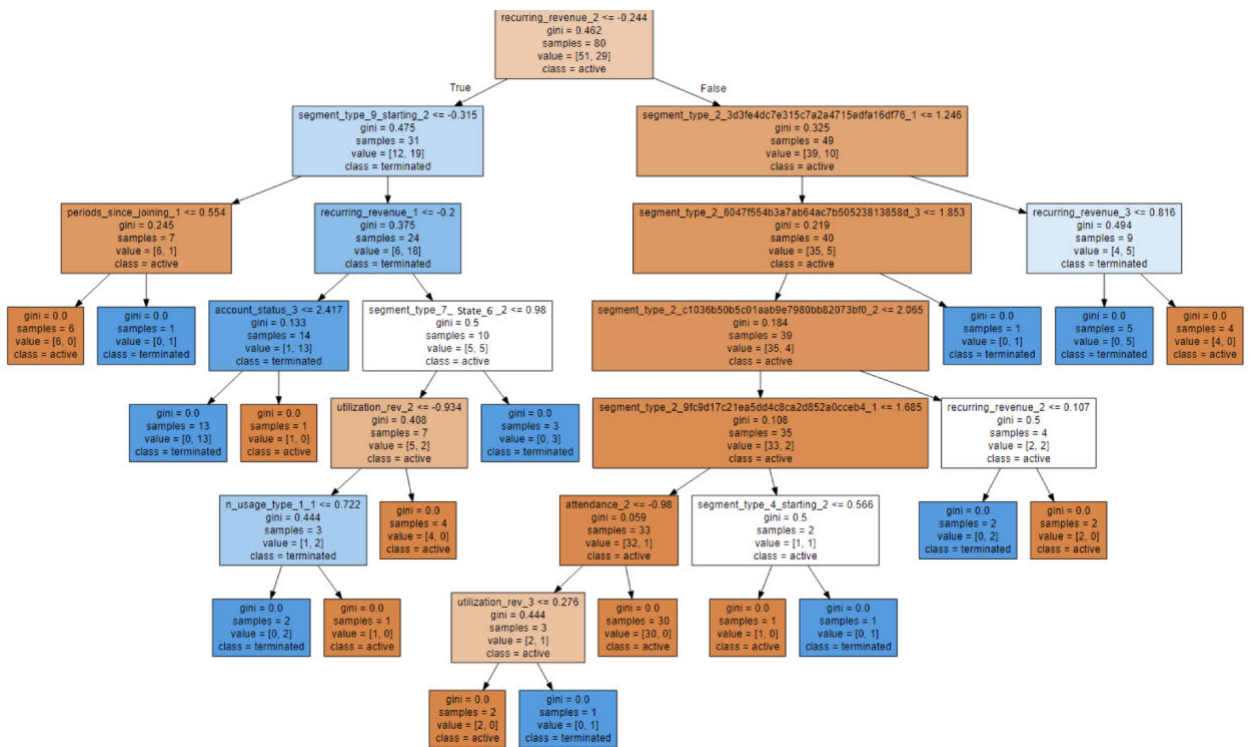 recurring_revenue_2 <= -0.244
gini = 0.462
samples = 80
value = [51, 29]
class = active
True
False
segment_type_9_starting_2 <= -0.315
gini = 0.475
samples = 31
value = [12, 19]
class = terminated
segment_type_2_3d3fe4dc7e315c7a2a4715adfa16df76_1 <= 1.246
gini = 0.325
samples = 49
value = [39, 10]
class = active
periods_since_joining_1 <= 0.554
gini = 0.245
samples = 7
value = [6, 1]
class = active
recurring_revenue_1 <= -0.2
gini = 0.375
samples = 24
value = [6, 18]
class = terminated
segment_type_2_6047f554b3a7ab64ac7b50523813858d_3 <= 1.853
gini = 0.219
samples = 40
value = [35, 5]
class = active
recurring_revenue_3 <= 0.816
gini = 0.494
samples = 9
value = [4, 5]
class = terminated
gini = 0.0
samples = 6
value = [6, 0]
class = active
gini = 0.0
samples = 1
value = [0, 1]
class = terminated
account_status_3 <= 2.417
gini = 0.133
samples = 14
value = [1, 13]
class = terminated
segment_type_7_ State_6 _2 <= 0.98
gini = 0.5
samples = 10
value = [5, 5]
class = active
segment_type_2_c1036b50b5c01aab9e7980bb82073bf0_2 <= 2.065
gini = 0.184
samples = 39
value = [35, 4]
class = active
gini = 0.0
samples = 1
value = [0, 1]
class = terminated
gini = 0.0
samples = 5
value = [0, 5]
class = terminated
gini = 0.0
samples = 4
value = [4, 0]
class = active
gini = 0.0
samples = 13
value = [0, 13]
class = terminated
gini = 0.0
samples = 1
value = [1, 0]
class = active
utilization_rev_2 <= -0.934
gini = 0.408
samples = 7
value = [5, 2]
class = active
gini = 0.0
samples = 3
value = [0, 3]
class = terminated
segment_type_2_9fc9d17c21ea5dd4c8ca2d852a0cceb4_1 <= 1.685
gini = 0.108
samples = 35
value = [33, 2]
class = active
recurring_revenue_2 <= 0.107
gini = 0.5
samples = 4
value = [2, 2]
class = active
n_usage_type_1_1 <= 0.722
gini = 0.444
samples = 3
value = [1, 2]
class = terminated
gini = 0.0
samples = 4
value = [4, 0]
class = active
attendance_2 <= -0.98
gini = 0.059
samples = 33
value = [32, 1]
class = active
segment_type_4_starting_2 <= 0.566
gini = 0.5
samples = 2
value = [1, 1]
class = active
gini = 0.0
samples = 2
value = [0, 2]
class = terminated
gini = 0.0
samples = 2
value = [2, 0]
class = active
gini = 0.0
samples = 2
value = [0, 2]
class = terminated
gini = 0.0
samples = 1
value = [1, 0]
class = active
utilization_rev_3 <= 0.276
gini = 0.444
samples = 3
value = [2, 1]
class = active
gini = 0.0
samples = 30
value = [30, 0]
class = active
gini = 0.0
samples = 1
value = [1, 0]
class = active
gini = 0.0
samples = 1
value = [0, 1]
class = terminated
gini = 0.0
samples = 2
value = [2, 0]
class = active
gini = 0.0
samples = 1
value = [0, 1]
class = terminated